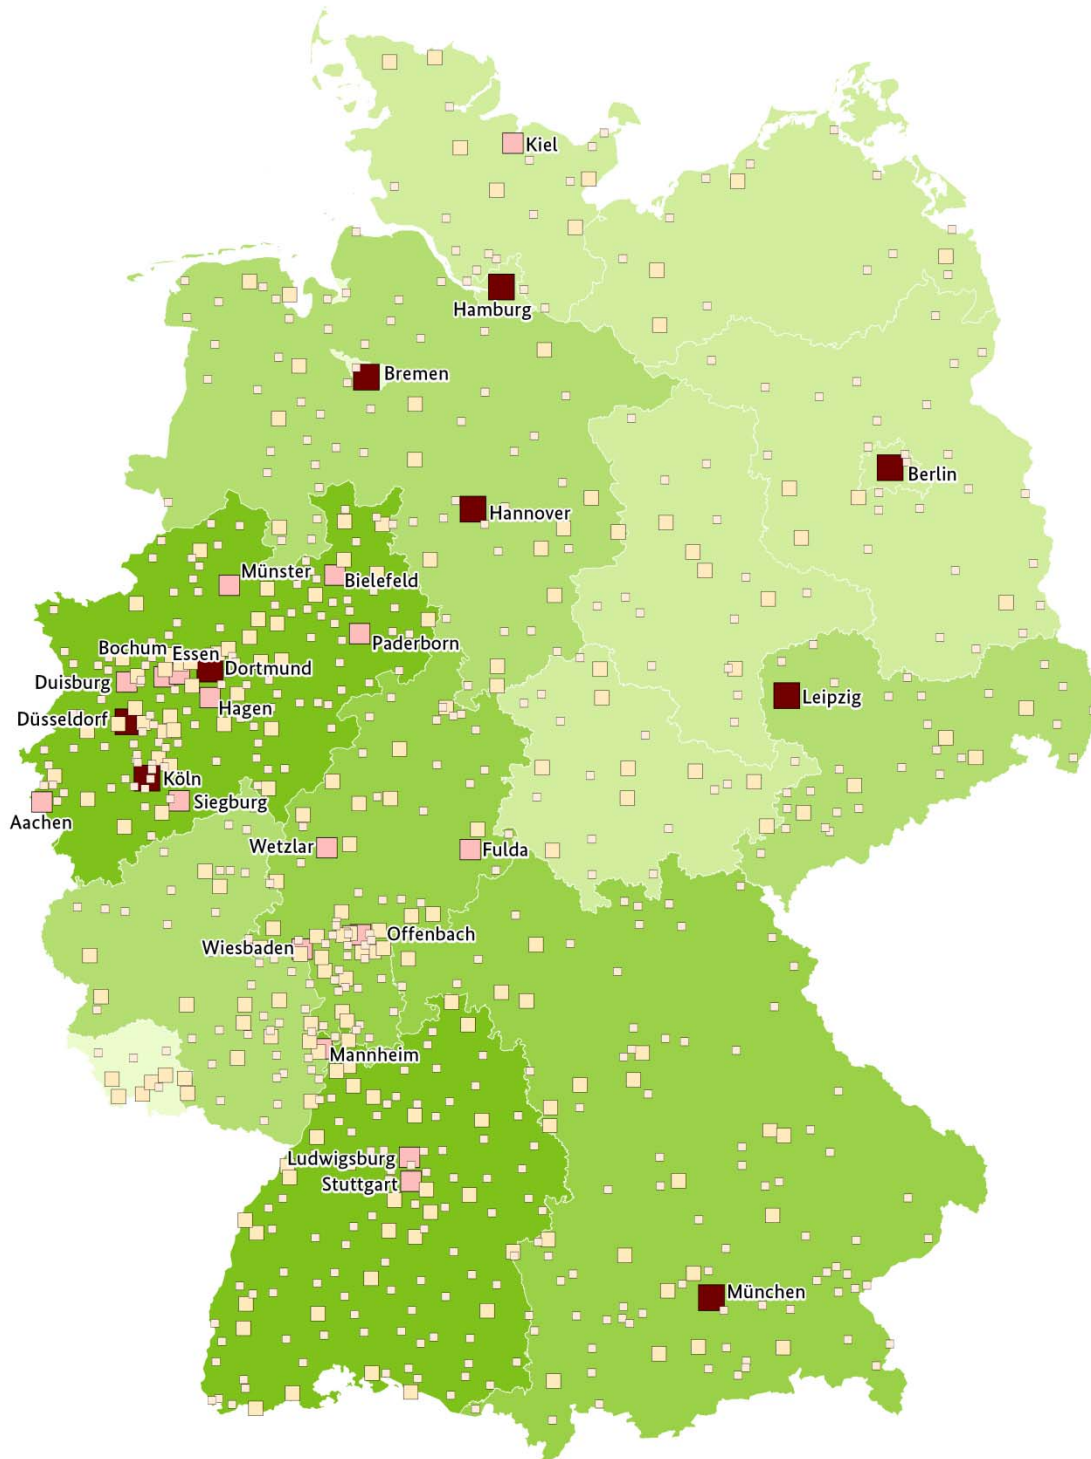 Kiel
Hamburg
Bremen
Berlin
Hannover
Münster
Bielefeld
Paderborn
Bochum
Essen
Dortmund
Duisburg
Leipzig
Hagen
Düsseldorf
Köln
Siegburg
Aachen
Wetzlar
Fulda
Offenbach
Wiesbaden
Mannheim
Ludwigsburg
Stuttgart
München